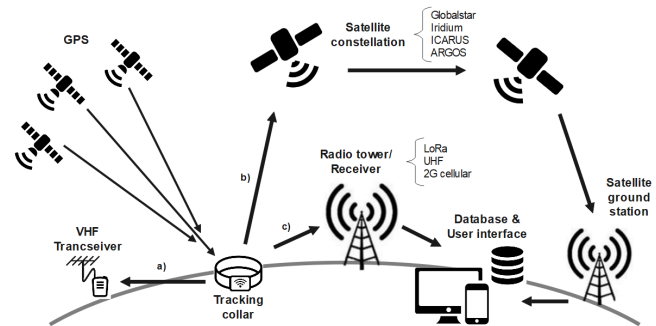 GPS
Satellite
constellation
Globalstar
Iridium
ICARUS
ARGOS
b)
Radio tower/
Receiver
LoRa
UHF
2G cellular
Satellite
ground
station
VHF
Trancseiver
a)
c)
Database &
User interface
Tracking
collar